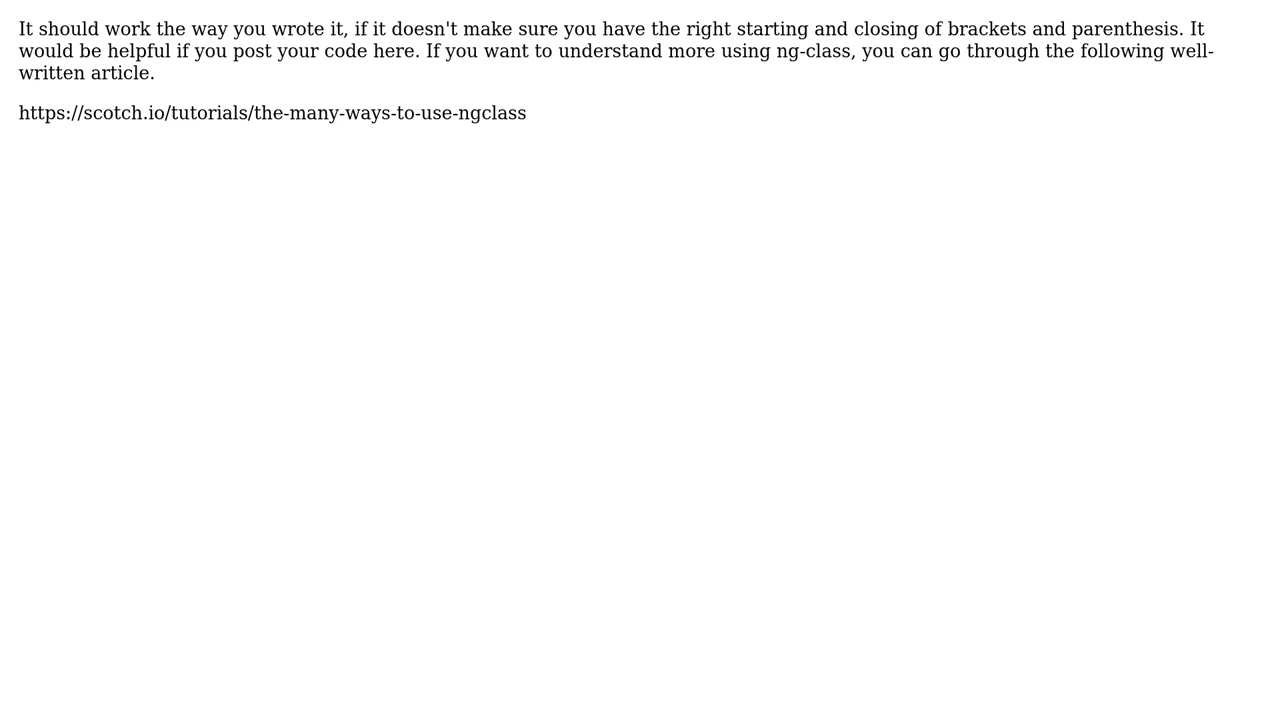 It should work the way you wrote it, if it doesn't make sure you have the right starting and closing of brackets and parenthesis. It
would be helpful if you post your code here. If you want to understand more using ng-class, you can go through the following well-
written article.
https://scotch.io/tutorials/the-many-ways-to-use-ngclass